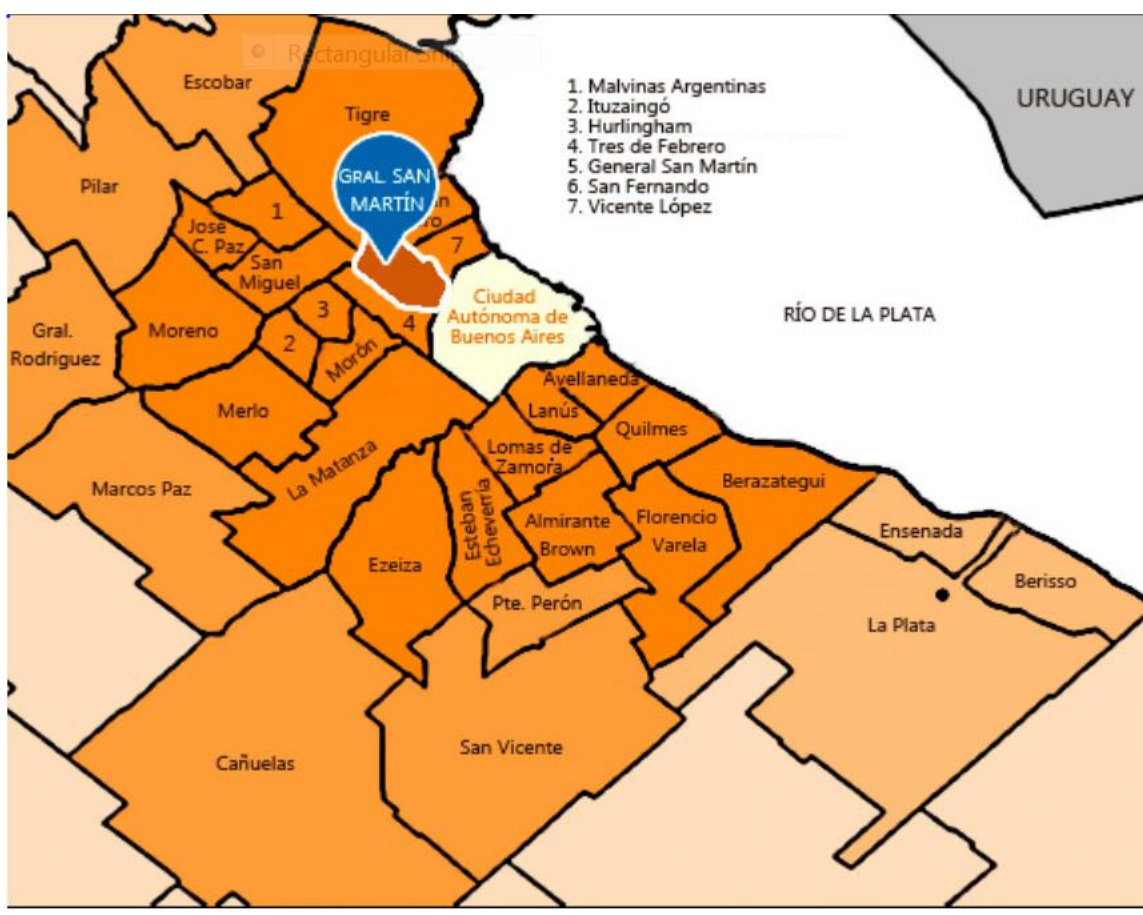 Rectangular Snip
Escobar
Tigre
1. Malvinas Argentinas
2. Ituzaingó
3. Hurlingham
4. Tres de Febrero
5. General San Martín
6. San Fernando
7. Vicente López
URUGUAY
Pilar
GRAL. SAN
MARTÍN
1
José
C. Paz
7
San
Miguel
Ciudad
Autónoma de
Buenos Aires
RÍO DE LA PLATA
3
4
Gral.
Rodriguez
Moreno
2
Morón
Avellaneda
Merlo
Lanús
Quilmes
Lomas de
Zamora
La Matanza
Marcos Paz
Berazategui
Esteban
Echeverría
Almirante
Brown
Florencio
Varela
Ensenada
Ezeiza
Berisso
Pte. Perón
La Plata
San Vicente
Cañuelas